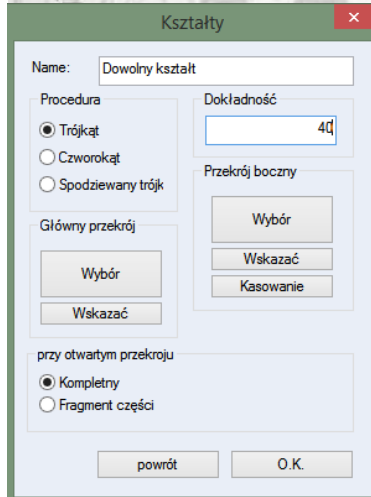 Kształty
Name: Dowolny kształt
Procedura
Trójkąt
Czworokąt
Spodziewany trójk
Dokładność
40
Główny przekrój
Wybór
Wskazać
Przekrój boczny
Wybór
Wskazać
Kasowanie
przy otwartym przekroju
Kompletny
Fragment części
powrót O.K.